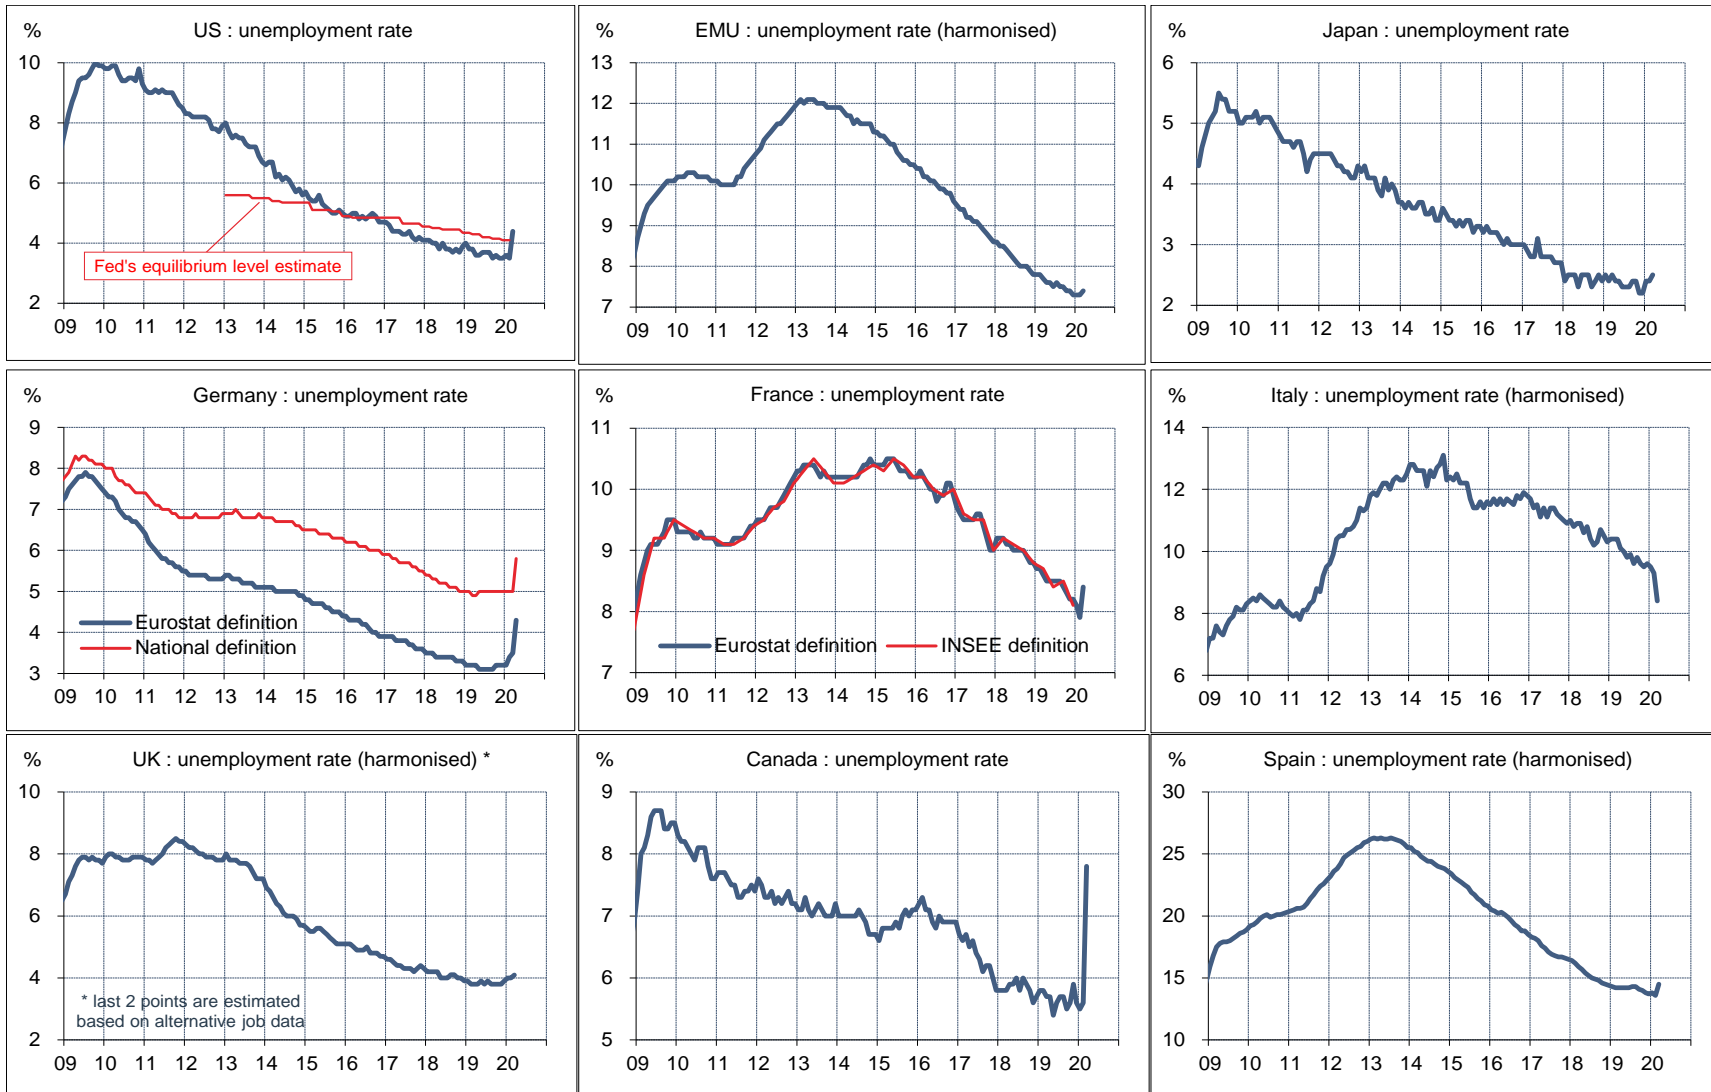 % US : unemployment rate
10
8
6
4
2
Fed's equilibrium level estimate
09 10 11 12 13 14 15 16 17 18 19 20
% EMU : unemployment rate (harmonised)
13
12
11
10
9
8
7
09 10 11 12 13 14 15 16 17 18 19 20
% Japan : unemployment rate
6
5
4
3
2
09 10 11 12 13 14 15 16 17 18 19 20
% Germany : unemployment rate
9
8
7
6
5
4
3
Eurostat definition
National definition
09 10 11 12 13 14 15 16 17 18 19 20
% France : unemployment rate
11
10
9
8
7
Eurostat definition INSEE definition
09 10 11 12 13 14 15 16 17 18 19 20
% Italy : unemployment rate (harmonised)
14
12
10
8
6
09 10 11 12 13 14 15 16 17 18 19 20
% UK : unemployment rate (harmonised) *
10
8
6
4
2
* last 2 points are estimated
based on alternative job data
09 10 11 12 13 14 15 16 17 18 19 20
% Canada : unemployment rate
9
8
7
6
5
09 10 11 12 13 14 15 16 17 18 19 20
% Spain : unemployment rate (harmonised)
30
25
20
15
10
09 10 11 12 13 14 15 16 17 18 19 20